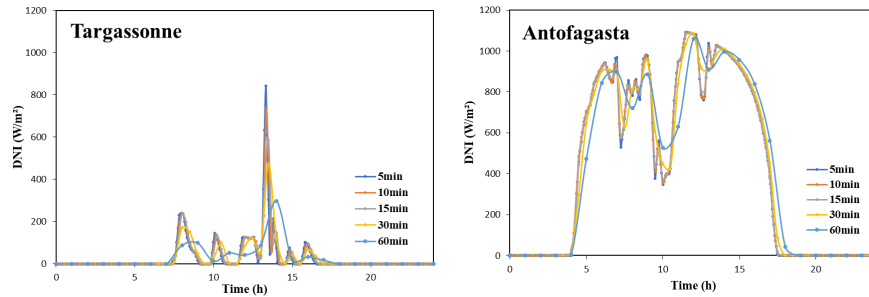 Targassonne
1200
1000
800
600
400
200
0
DNI (W/m²)
0
5
10
15
20
Time (h)
5min
10min
15min
30min
60min
Antofagasta
1200
1000
800
600
400
200
0
DNI (W/m²)
0
5
10
15
20
Time (h)
5min
10min
15min
30min
60min